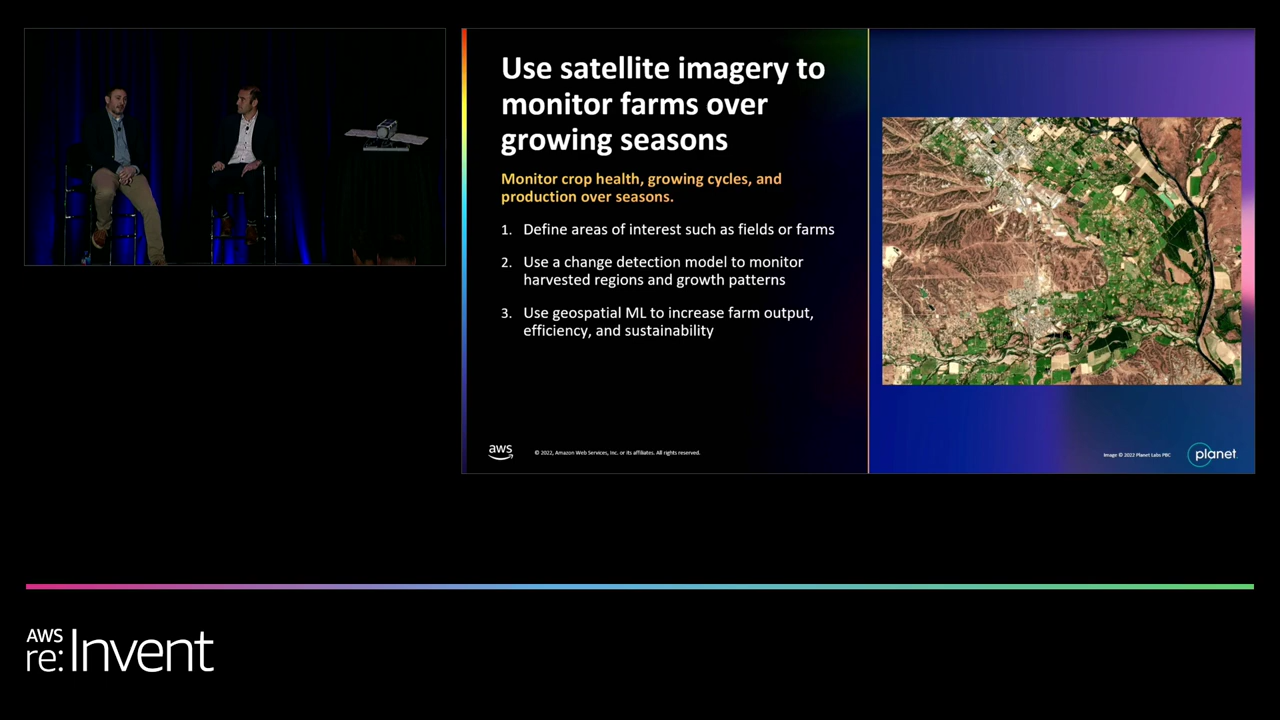 Use satellite imagery to
monitor farms over
growing seasons
Monitor crop health, growing cycles, and
production over seasons.
1. Define areas of interest such as fields or farms
2. Use a change detection model to monitor
harvested regions and growth patterns
3. Use geospatial ML to increase farm output,
efficiency, and sustainability
aws
© 2022, Amazon Web Services, Inc. or its affiliates. All rights reserved.
Image © 2022 Planet Labs PBC
planet.
AWS
re:Invent